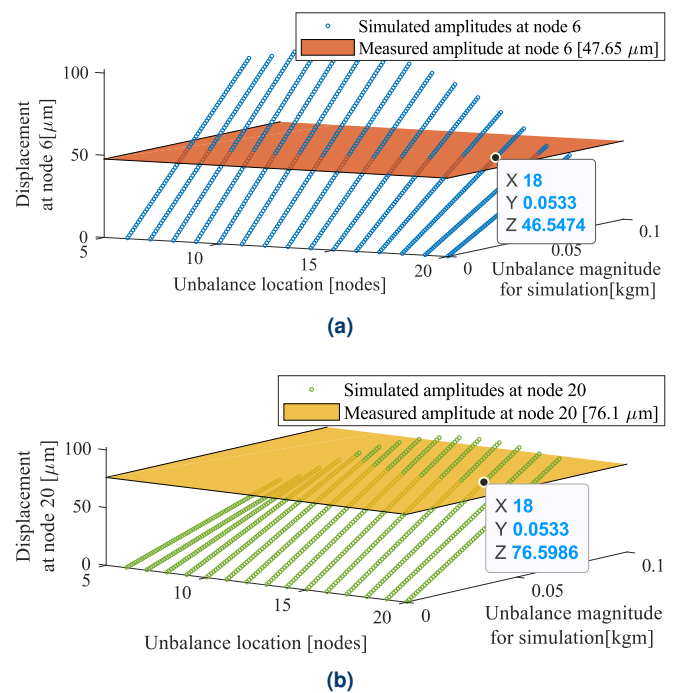 Simulated amplitudes at node 6
Measured amplitude at node 6 [47.65 μm]
100
50
0
Displacement
at node 6[μm]
X 18
Y 0.0533
Z 46.5474
5
10
15
20
0
0.05
0.1
Unbalance location [nodes]
Unbalance magnitude
for simulation[kgm]
(a)
Simulated amplitudes at node 20
Measured amplitude at node 20 [76.1 μm]
100
50
0
Displacement
at node 20 [μm]
X 18
Y 0.0533
Z 76.5986
5
10
15
20
0
0.05
0.1
Unbalance location [nodes]
Unbalance magnitude
for simulation[kgm]
(b)